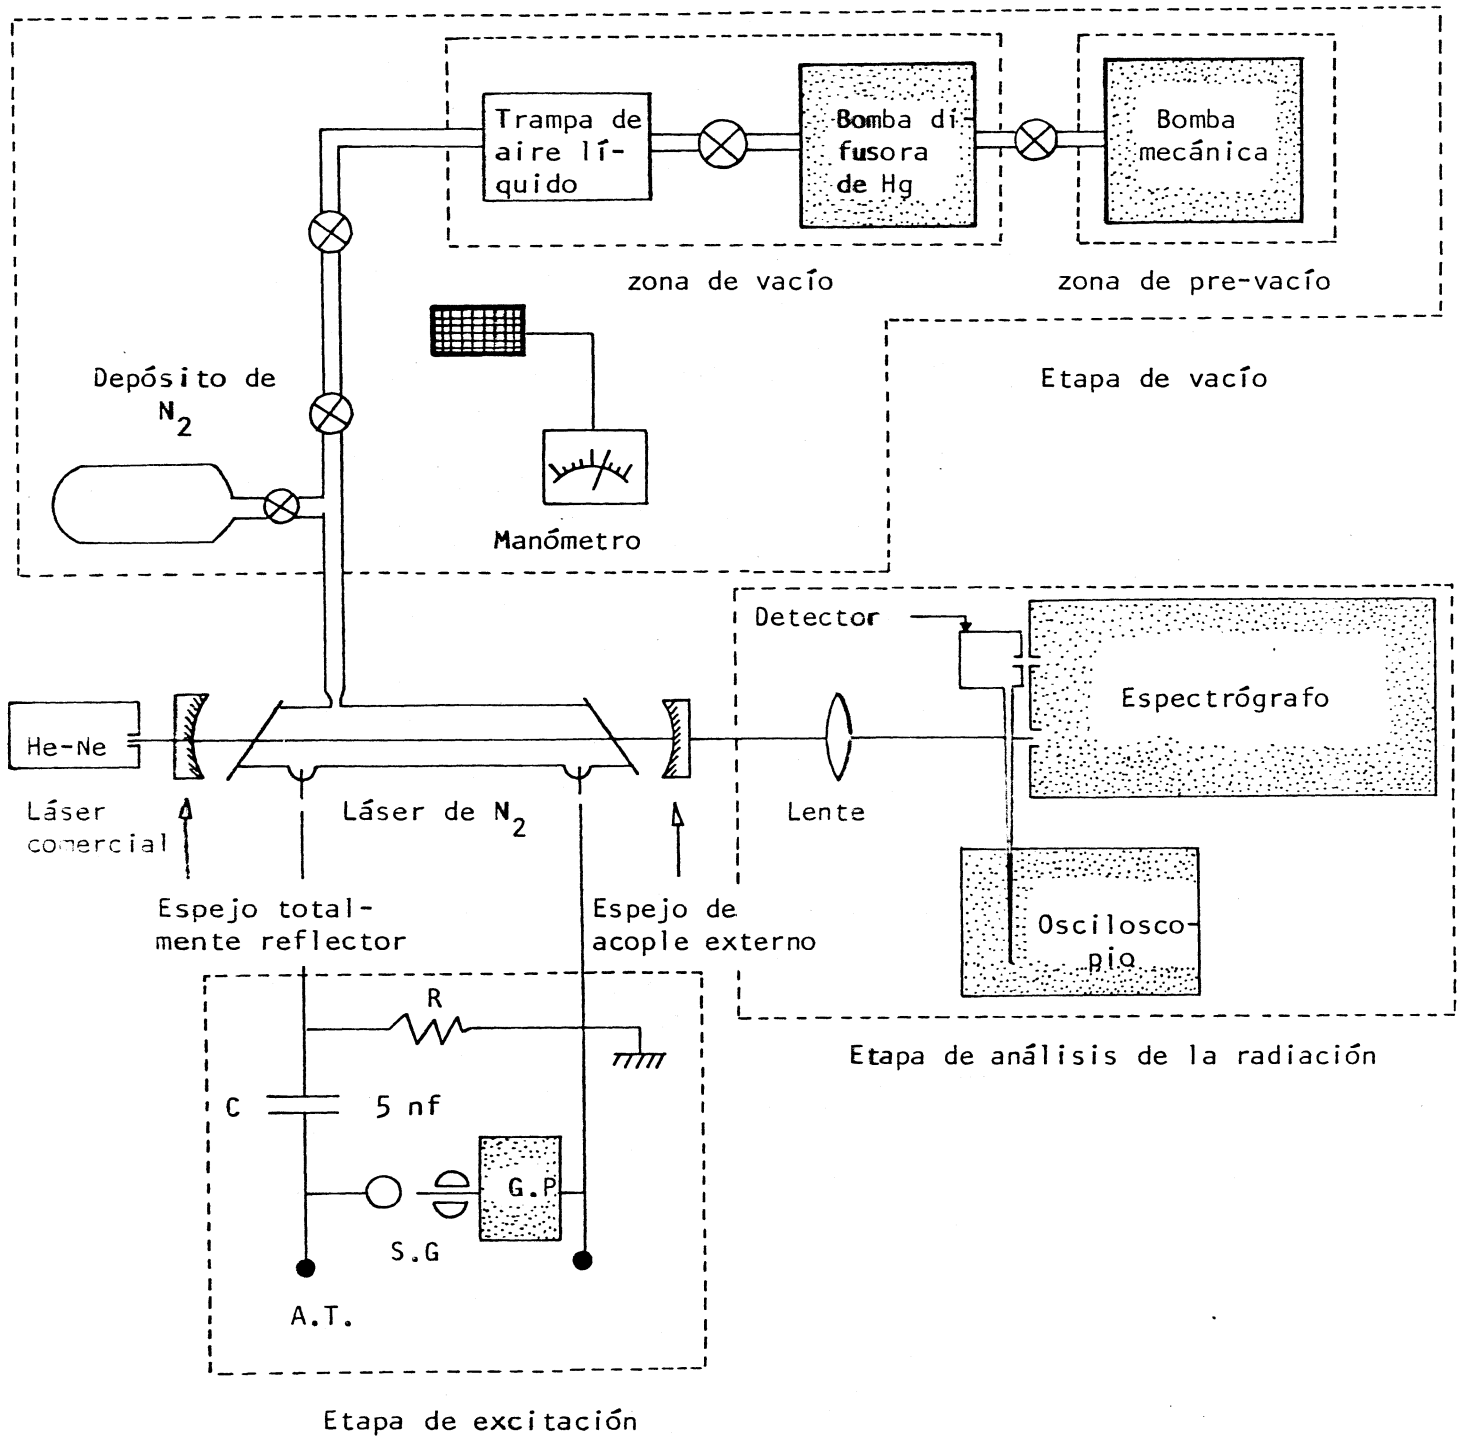 Trampa de
aire lí-
quido
Bomba di-
fusora
de Hg
Bomba
mecánica
zona de vacío
zona de pre-vacío
Depósito de
N2
Etapa de vacío
Manómetro
Detector
Espectrógrafo
He-Ne
Láser
comercial
Láser de N2
Lente
Espejo total-
mente reflector
Espejo de
acople externo
Oscilosco-
pio
Etapa de análisis de la radiación
R
C 5 nf
G.P
S.G
A.T.
Etapa de excitación